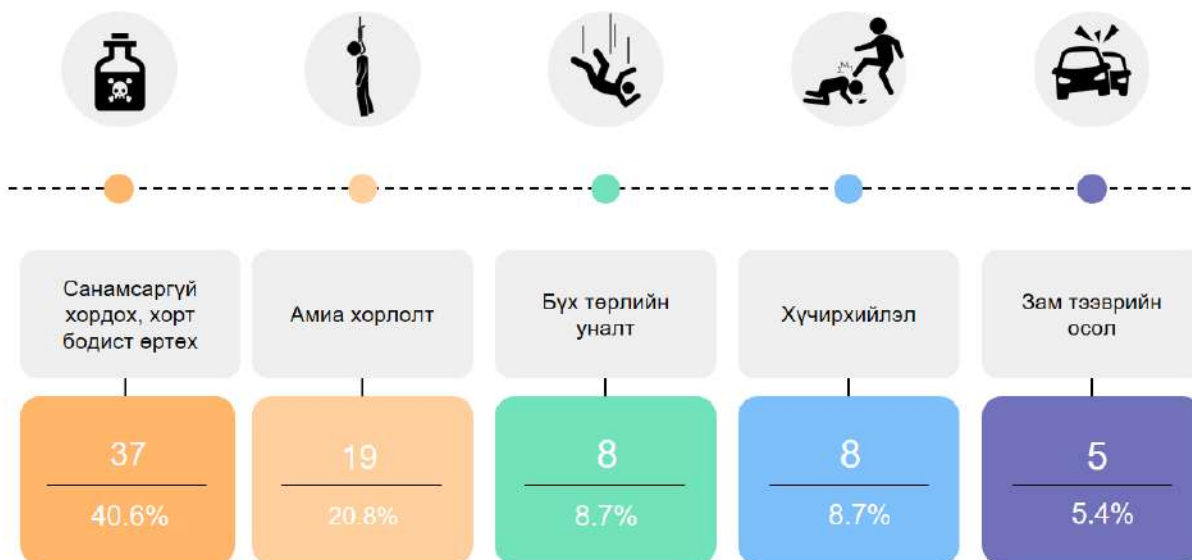 Санамсаргүй
хордох, хорт
бодист өртөх
Амиа хорлолт
Бүх төрлийн
уналт
Хүчирхийлэл
Зам тээврийн
осол
37
40.6%
19
20.8%
8
8.7%
8
8.7%
5
5.4%